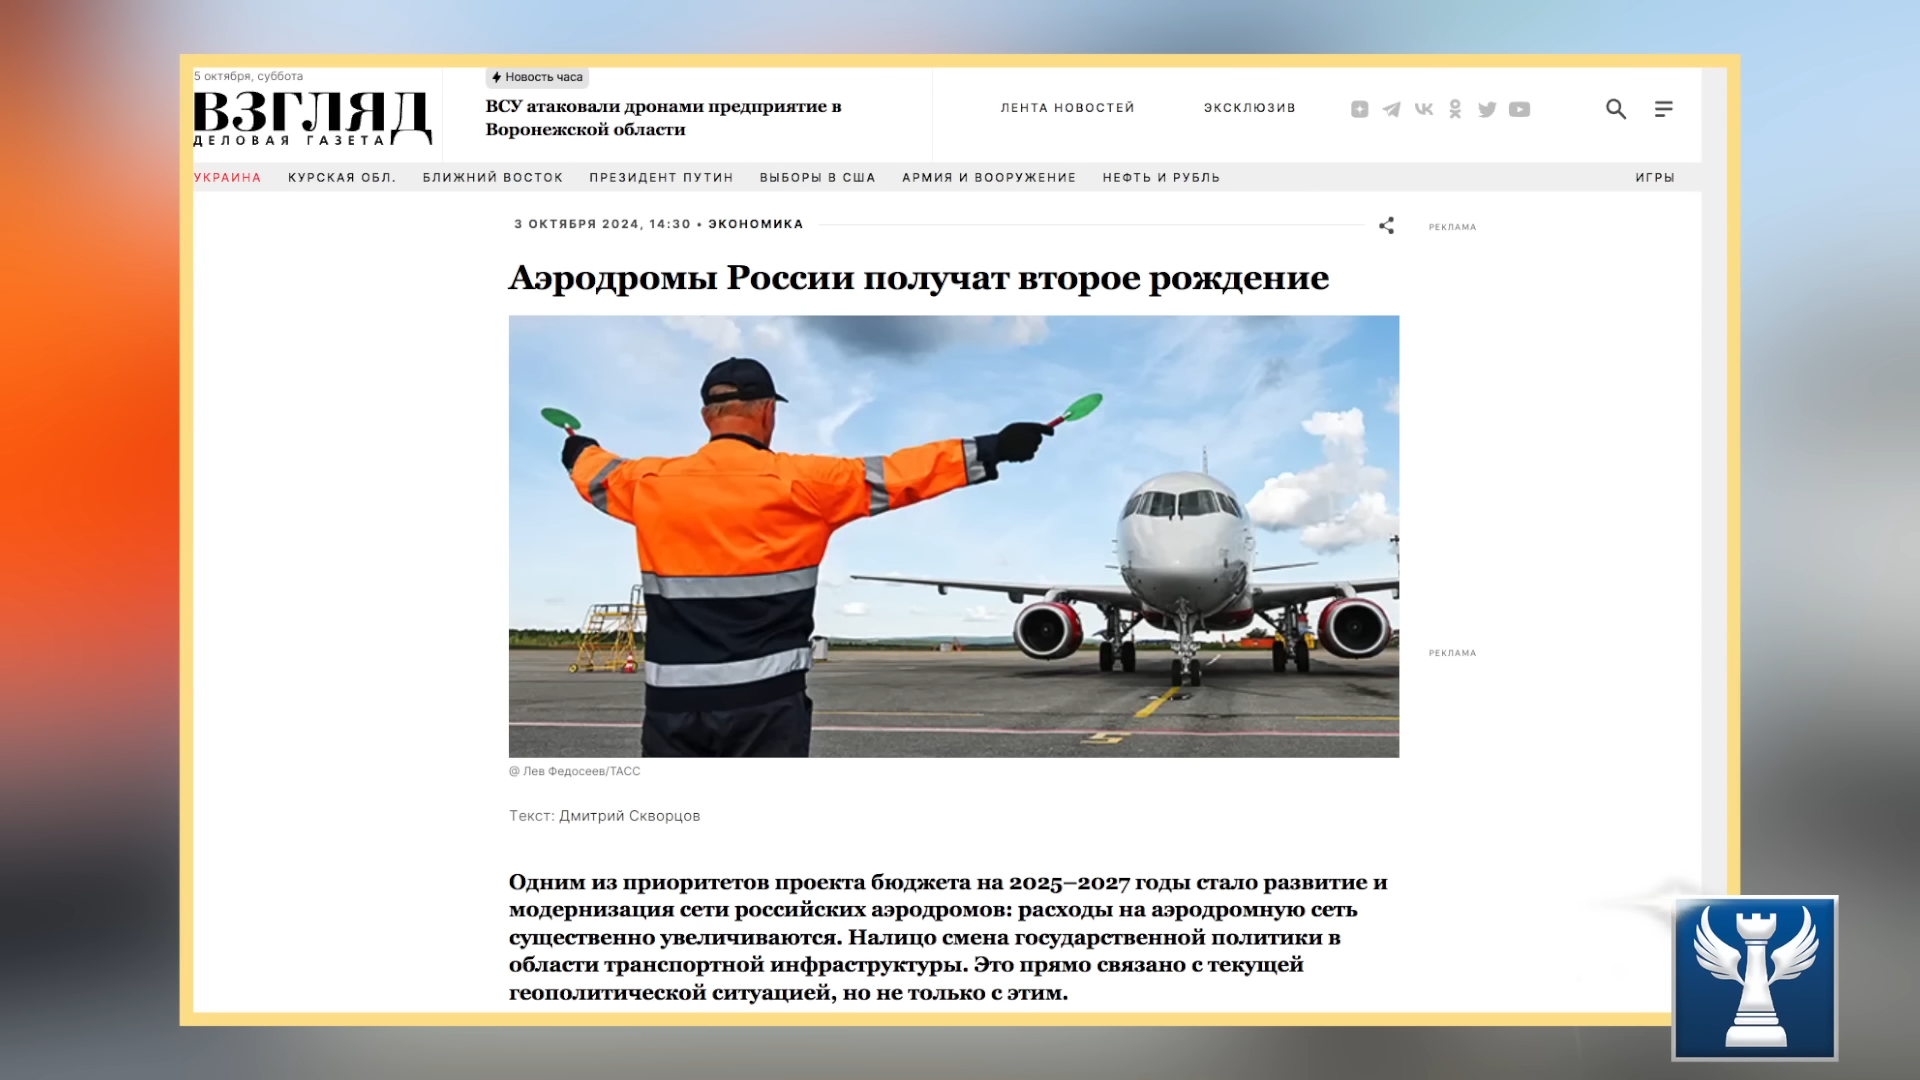 5 октября, суббота
ВЗГЛЯД
ДЕЛОВАЯ ГАЗЕТА
Новость часа
ВСУ атаковали дронами предприятие в
Воронежской области
ЛЕНТА НОВОСТЕЙ
ЭКСКЛЮЗИВ
УКРАИНА КУРСКАЯ ОБЛ. БЛИЖНИЙ ВОСТОК ПРЕЗИДЕНТ ПУТИН ВЫБОРЫ В США АРМИЯ И ВООРУЖЕНИЕ НЕФТЬ И РУБЛЬ ИГРЫ
3 ОКТЯБРЯ 2024, 14:30 • ЭКОНОМИКА
РЕКЛАМА
Аэродромы России получат второе рождение
РЕКЛАМА
@ Лев Федосеев/ТАСС
Текст: Дмитрий Скворцов
Одним из приоритетов проекта бюджета на 2025–2027 годы стало развитие и
модернизация сети российских аэродромов: расходы на аэродромную сеть
существенно увеличиваются. Налицо смена государственной политики в
области транспортной инфраструктуры. Это прямо связано с текущей
геополитической ситуацией, но не только с этим.